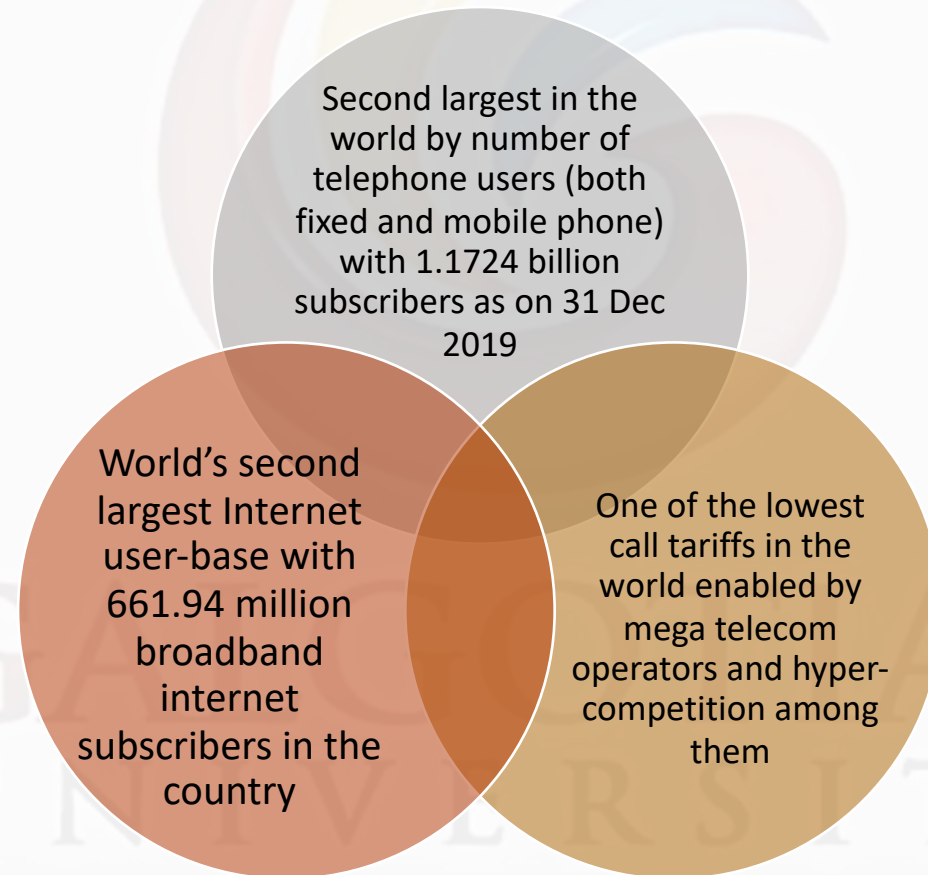 Second largest in the
world by number of
telephone users (both
fixed and mobile phone)
with 1.1724 billion
subscribers as on 31 Dec
2019
World’s second
largest Internet
user-base with
661.94 million
broadband
internet
subscribers in the
country
One of the lowest
call tariffs in the
world enabled by
mega telecom
operators and hyper-
competition among
them